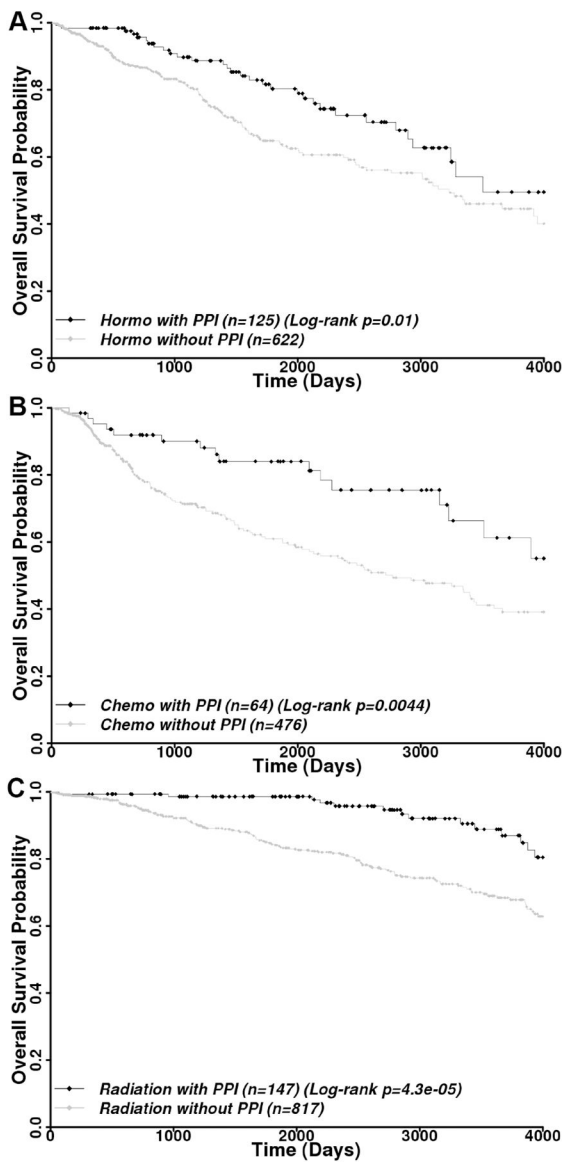 A
Overall Survival Probability
1.0
0.8
0.6
0.4
0.2
0.0
Hormo with PPI (n=125) (Log-rank p=0.01)
Hormo without PPI (n=622)
0 1000 2000 3000 4000
Time (Days)
B
Overall Survival Probability
1.0
0.8
0.6
0.4
0.2
0.0
Chemo with PPI (n=64) (Log-rank p=0.0044)
Chemo without PPI (n=476)
0 1000 2000 3000 4000
Time (Days)
C
Overall Survival Probability
1.0
0.8
0.6
0.4
0.2
0.0
Radiation with PPI (n=147) (Log-rank p=4.3e-05)
Radiation without PPI (n=817)
0 1000 2000 3000 4000
Time (Days)